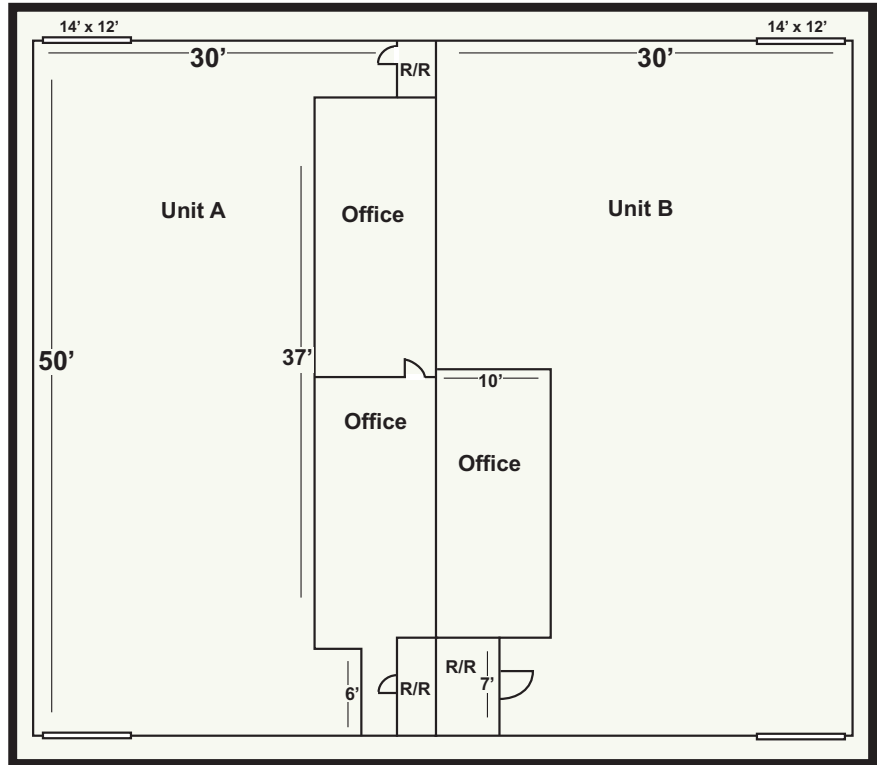 14’ x 12’
14’ x 12’
30’
R/R
30’
Unit A
Office
Unit B
50’
37’
10’
Office
Office
R/R
7’
6’
R/R